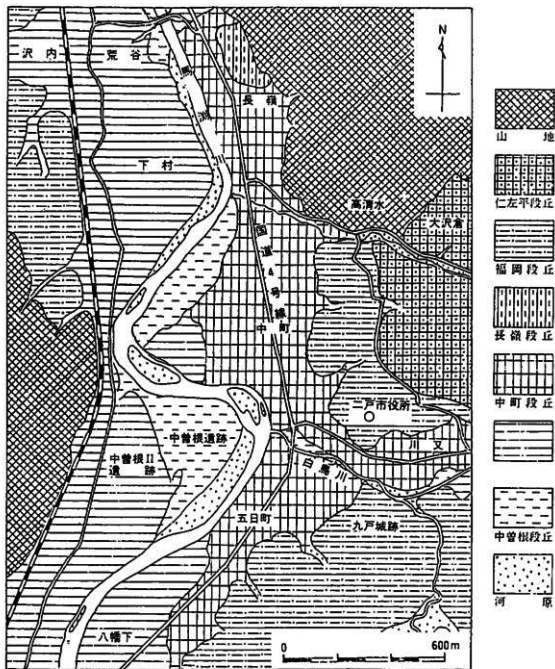 N
沢内
荒谷
長嶺
馬淵川
下村
高清水
大沢倉
国道4号線
中町
二戸市役所
中曽根遺跡
川又
中曽根II
遺跡
白鳥川
五日町
九戸城跡
八幡下
0 600m
山地
仁左平段丘
福岡段丘
長嶺段丘
中町段丘
中曽根段丘
河原